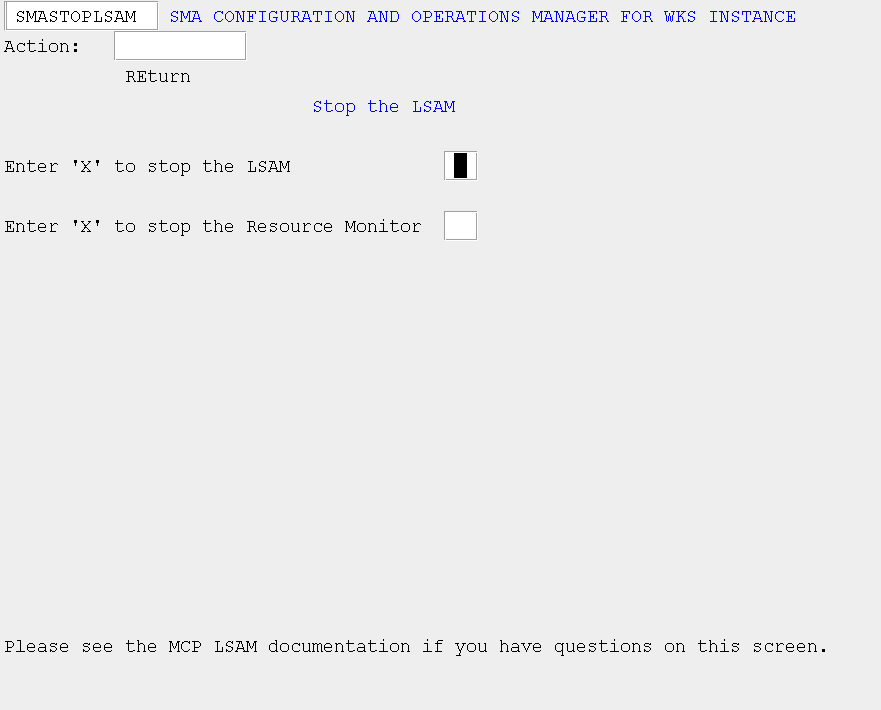 SMASTOPLSAM SMA CONFIGURATION AND OPERATIONS MANAGER FOR WKS INSTANCE
Action:
REturn
Stop the LSAM
Enter 'X' to stop the LSAM
Enter 'X' to stop the Resource Monitor
Please see the MCP LSAM documentation if you have questions on this screen.